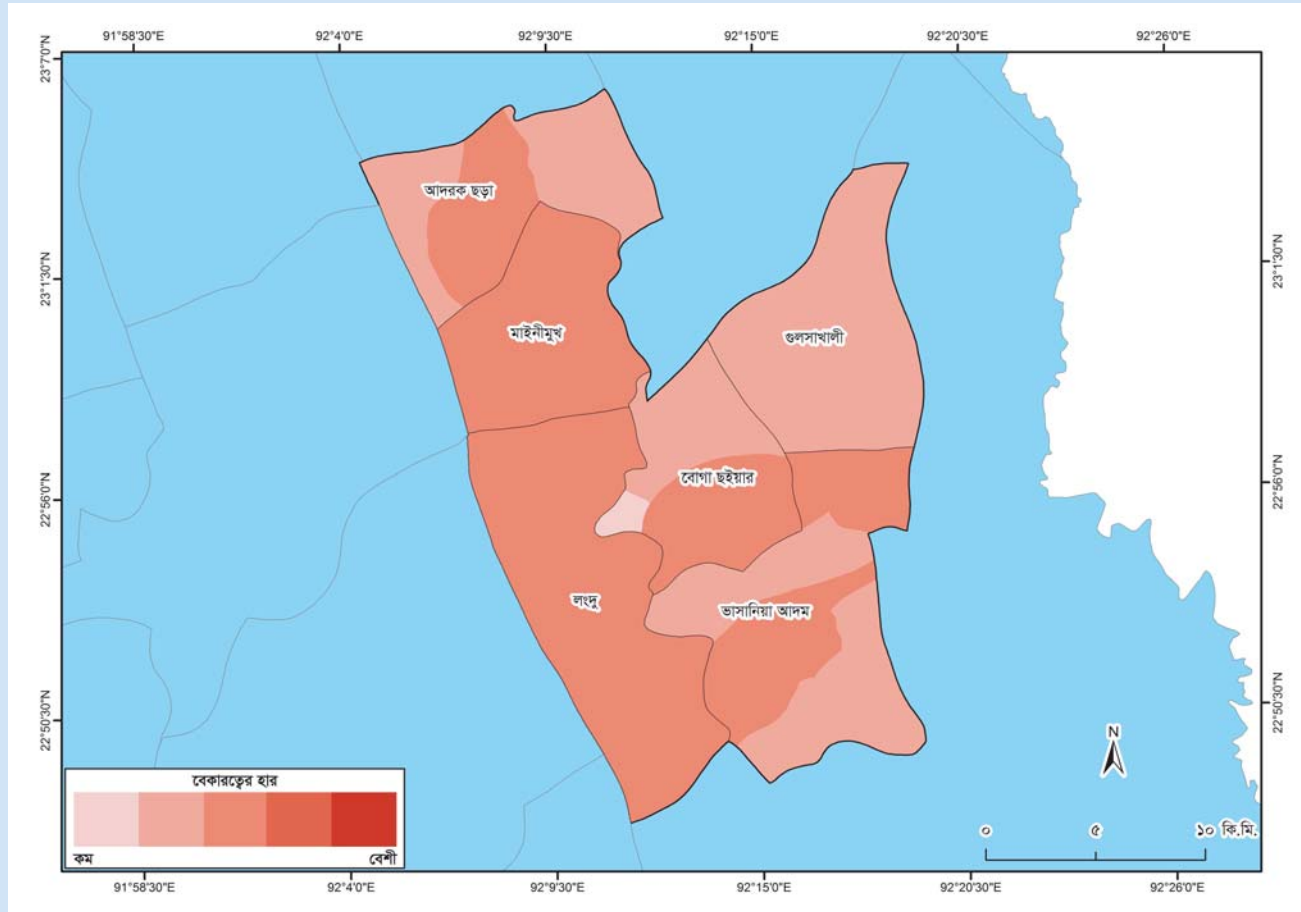 91°58'30"E 92°4'0"E 92°9'30"E 92°15'0"E 92°20'30"E 92°26'0"E
23°7'0"N
আদরক ছড়া
23°1'30"N
23°1'30"N
মাইনীমুখ
গুলসাখালী
বোগা ছইয়ার
22°56'0"N
22°56'0"N
লংদু
ভাসানিয়া আদম
22°50'30"N
22°50'30"N
N
বেকারত্বের হার
কম বেশী
০ ৫ ১০ কি.মি.
91°58'30"E 92°4'0"E 92°9'30"E 92°15'0"E 92°20'30"E 92°26'0"E